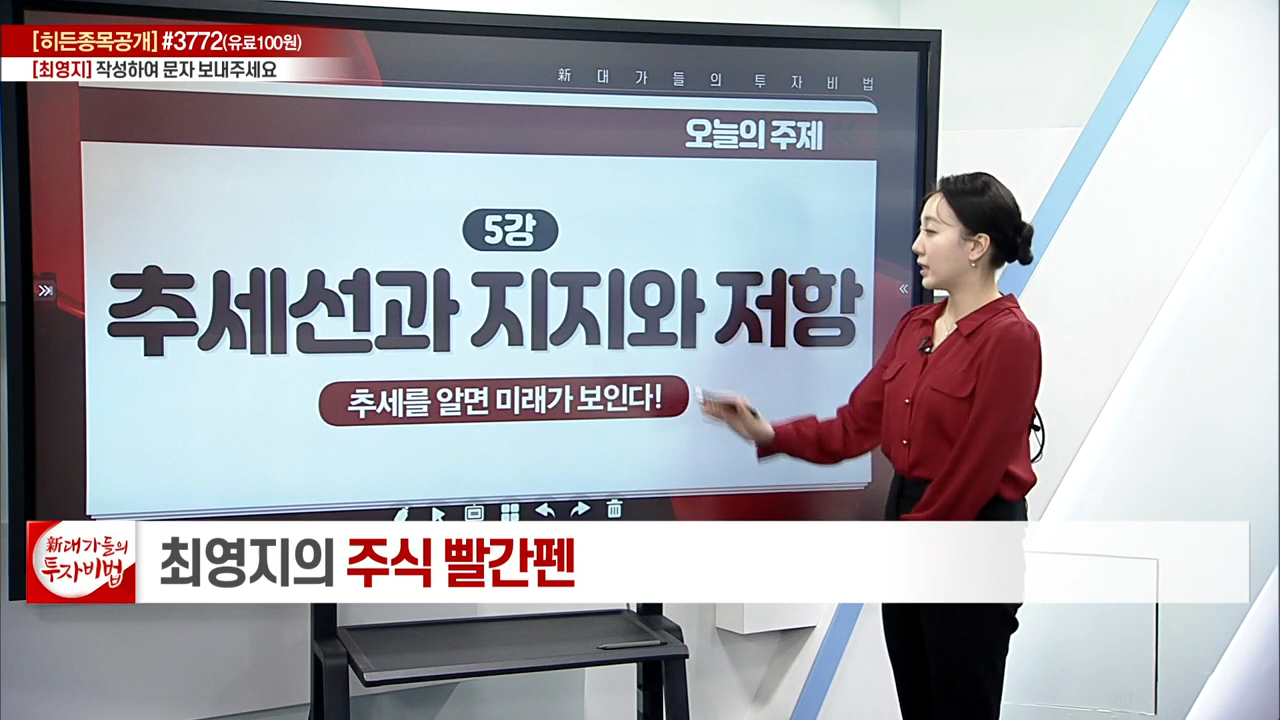 [히든종목공개] #3772(유료100원)
[최영지] 작성하여 문자 보내주세요
新 대 가 들 의 투 자 비 법
오늘의 주제
5강
추세선과 지지와 저항
추세를 알면 미래가 보인다!
新대가들의
투자비법
최영지의 주식 빨간펜